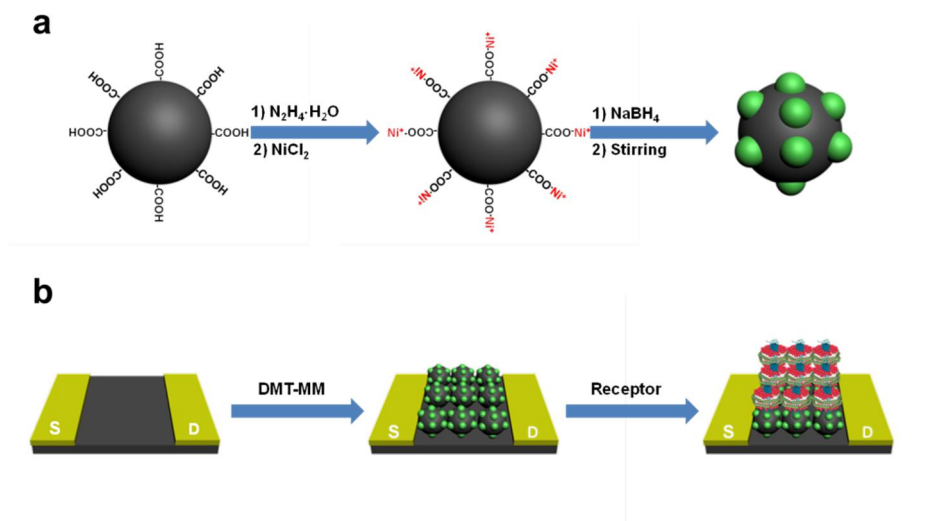 a
COOH
HOOC
COOH
HOOC
COOH
HOOC
COOH
COOH
1) N₂H₄·H₂O
2) NiCl₂
COO⁻Ni⁺
⁺Ni⁻OOC
COO⁻Ni⁺
Ni⁺⁻OOC
COO⁻Ni⁺
⁺Ni⁻OOC
COO⁻Ni⁺
COO⁻Ni⁺
1) NaBH₄
2) Stirring
b
S
D
DMT-MM
S
D
Receptor
S
D